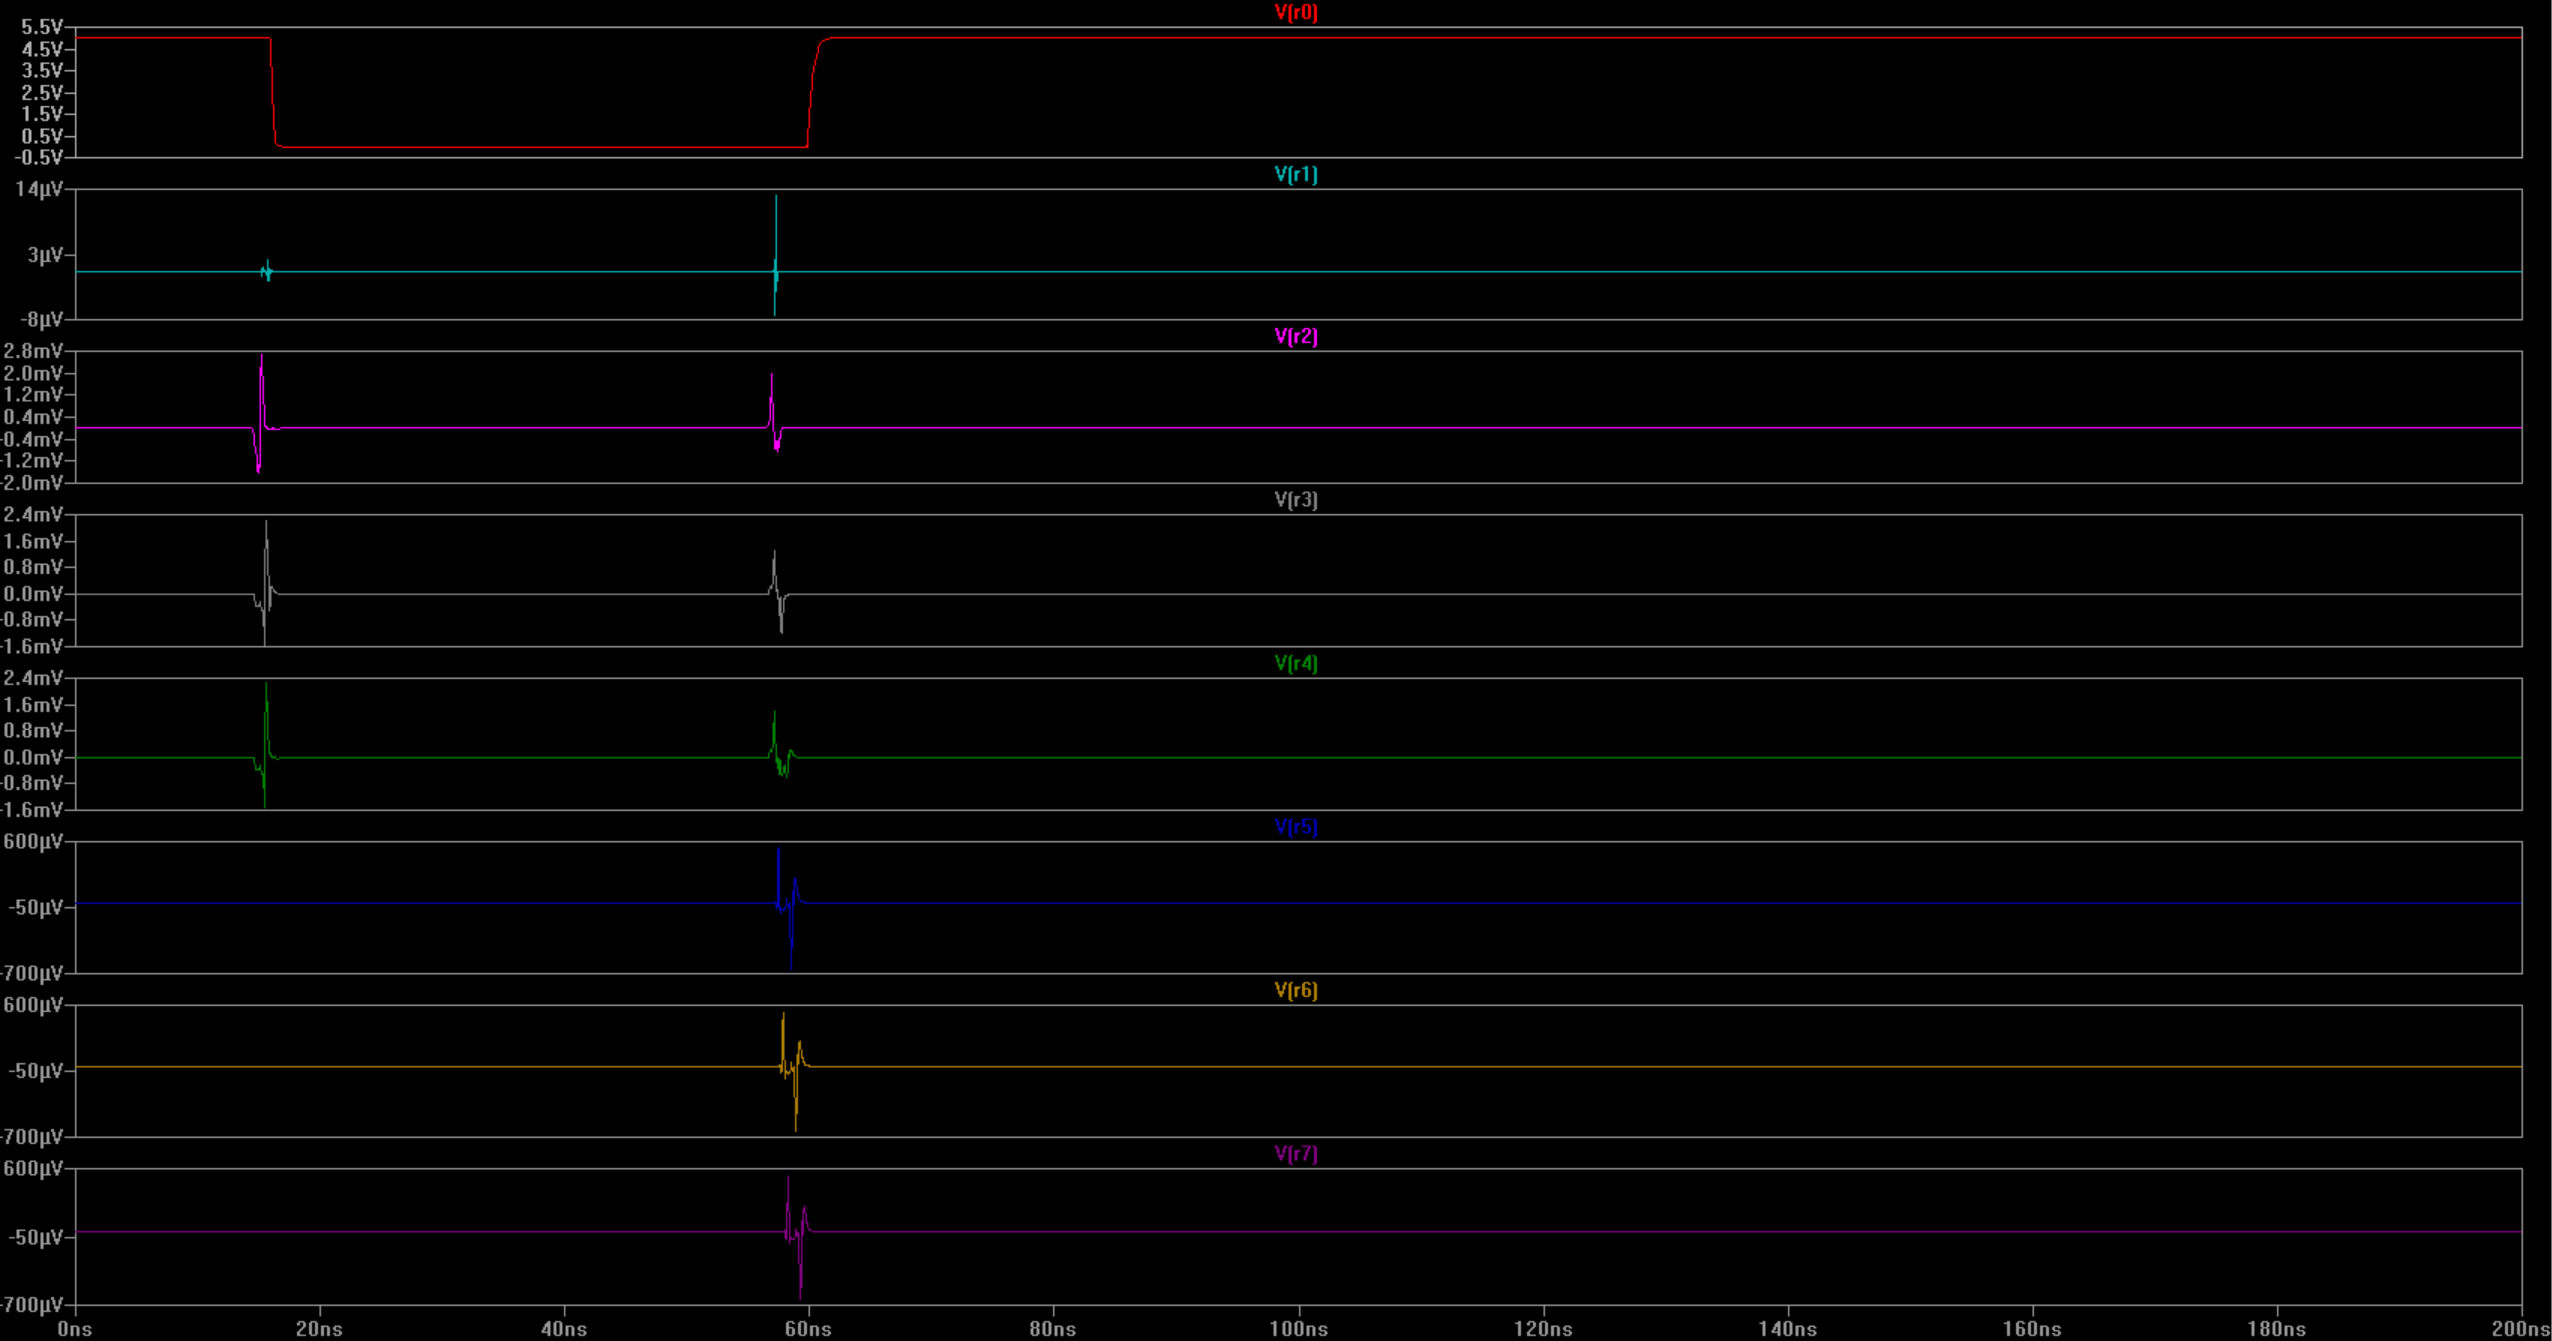 V(r0)
5.5V
4.5V
3.5V
2.5V
1.5V
0.5V
-0.5V
V(r1)
14µV
3µV
-8µV
V(r2)
2.8mV
2.0mV
1.2mV
0.4mV
-0.4mV
-1.2mV
-2.0mV
V(r3)
2.4mV
1.6mV
0.8mV
0.0mV
-0.8mV
-1.6mV
V(r4)
2.4mV
1.6mV
0.8mV
0.0mV
-0.8mV
-1.6mV
V(r5)
600µV
-50µV
-700µV
V(r6)
600µV
-50µV
-700µV
V(r7)
600µV
-50µV
-700µV
0ns 20ns 40ns 60ns 80ns 100ns 120ns 140ns 160ns 180ns 200ns